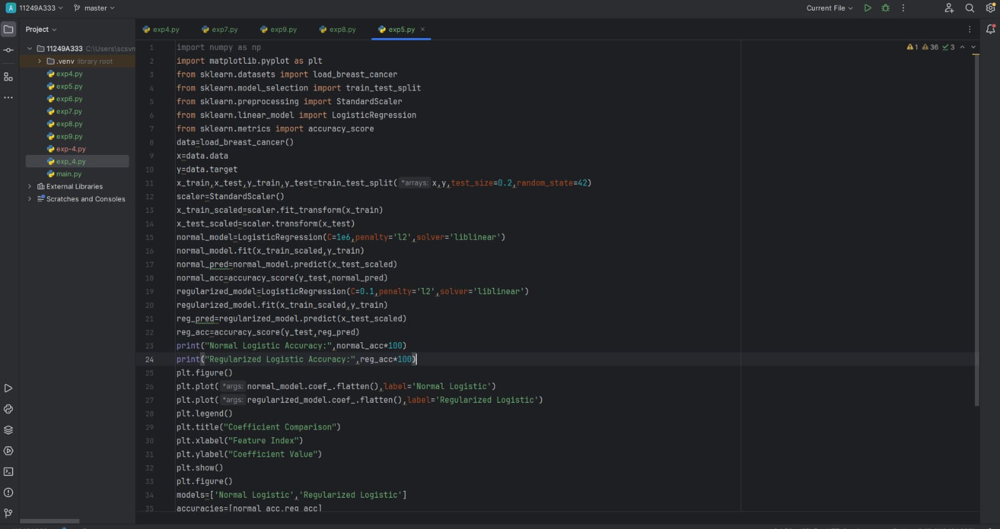 A 11249A333 master Current File
Project
exp4.py exp7.py exp9.py exp8.py exp5.py
11249A333 C:\Users\scsvn
.venv library root
exp4.py
exp5.py
exp6.py
exp7.py
exp8.py
exp9.py
exp-4.py
exp_4.py
main.py
External Libraries
Scratches and Consoles
1 36 3
1 import numpy as np
2 import matplotlib.pyplot as plt
3 from sklearn.datasets import load_breast_cancer
4 from sklearn.model_selection import train_test_split
5 from sklearn.preprocessing import StandardScaler
6 from sklearn.linear_model import LogisticRegression
7 from sklearn.metrics import accuracy_score
8 data=load_breast_cancer()
9 x=data.data
10 y=data.target
11 x_train,x_test,y_train,y_test=train_test_split( *arrays: x,y,test_size=0.2,random_state=42)
12 scaler=StandardScaler()
13 x_train_scaled=scaler.fit_transform(x_train)
14 x_test_scaled=scaler.transform(x_test)
15 normal_model=LogisticRegression(C=1e6,penalty='l2',solver='liblinear')
16 normal_model.fit(x_train_scaled,y_train)
17 normal_pred=normal_model.predict(x_test_scaled)
18 normal_acc=accuracy_score(y_test,normal_pred)
19 regularized_model=LogisticRegression(C=0.1,penalty='l2',solver='liblinear')
20 regularized_model.fit(x_train_scaled,y_train)
21 reg_pred=regularized_model.predict(x_test_scaled)
22 reg_acc=accuracy_score(y_test,reg_pred)
23 print("Normal Logistic Accuracy:",normal_acc*100)
24 print("Regularized Logistic Accuracy:",reg_acc*100)
25 plt.figure()
26 plt.plot( *args: normal_model.coef_.flatten(),label='Normal Logistic')
27 plt.plot( *args: regularized_model.coef_.flatten(),label='Regularized Logistic')
28 plt.legend()
29 plt.title("Coefficient Comparison")
30 plt.xlabel("Feature Index")
31 plt.ylabel("Coefficient Value")
32 plt.show()
33 plt.figure()
34 models=['Normal Logistic','Regularized Logistic']
35 accuracies=[normal_acc,reg_acc]